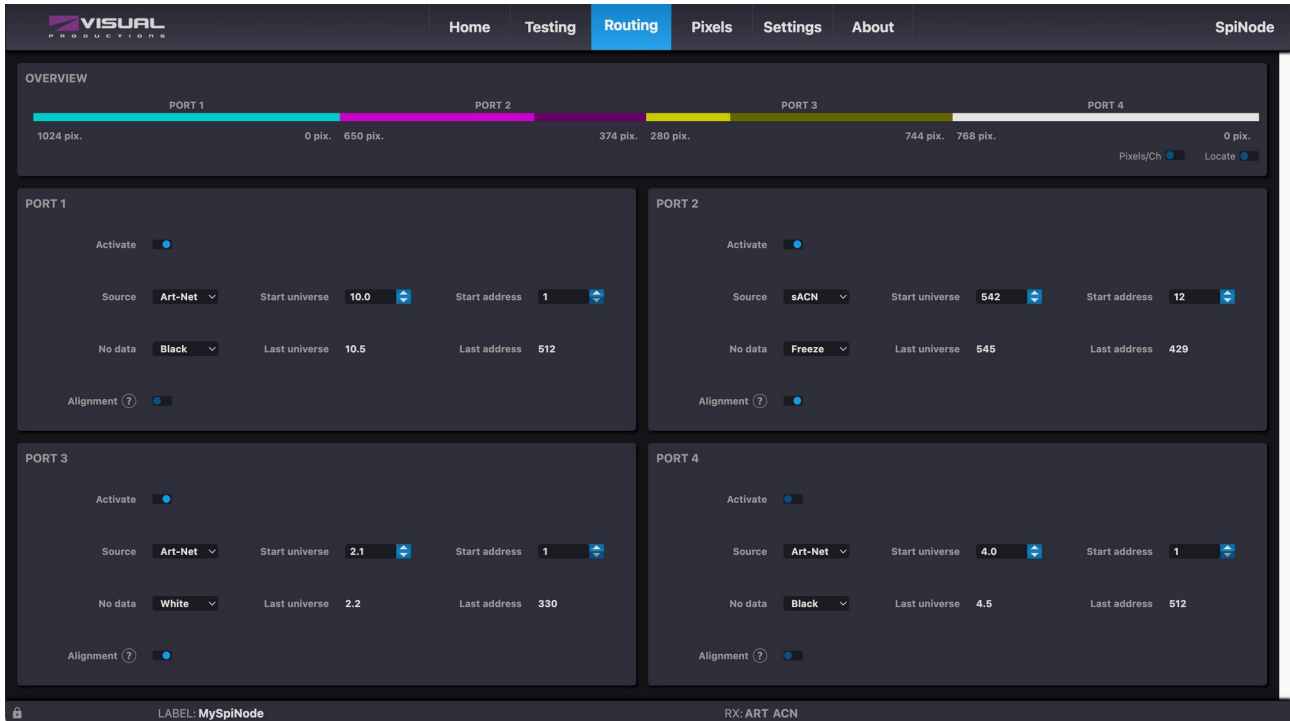 VISUAL
PRODUCTIONS
Home Testing Routing Pixels Settings About SpiNode
OVERVIEW
PORT 1 PORT 2 PORT 3 PORT 4
1024 pix. 0 pix. 650 pix. 374 pix. 280 pix. 744 pix. 768 pix. 0 pix.
Pixels/Ch Locate
PORT 1
Activate
Source Art-Net Start universe 10.0 Start address 1
No data Black Last universe 10.5 Last address 512
Alignment ?
PORT 2
Activate
Source sACN Start universe 542 Start address 12
No data Freeze Last universe 545 Last address 429
Alignment ?
PORT 3
Activate
Source Art-Net Start universe 2.1 Start address 1
No data White Last universe 2.2 Last address 330
Alignment ?
PORT 4
Activate
Source Art-Net Start universe 4.0 Start address 1
No data Black Last universe 4.5 Last address 512
Alignment ?
LABEL: MySpiNode RX: ART ACN